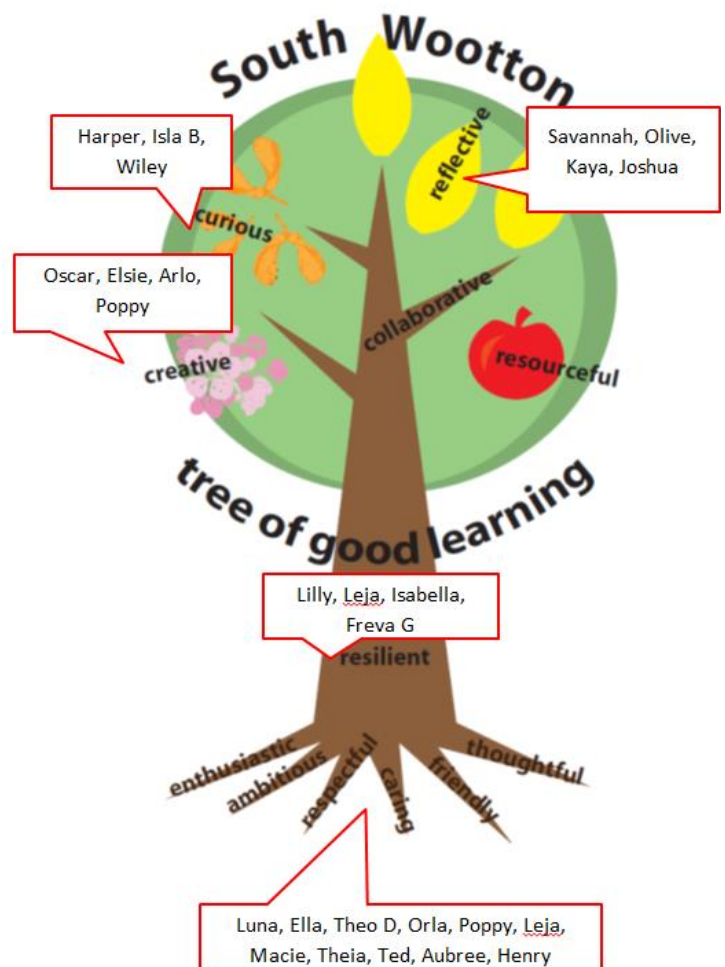 South Wootton
Harper, Isla B,
Wiley
reflective
Savannah, Olive,
Kaya, Joshua
curious
Oscar, Elsie, Arlo,
Poppy
collaborative
creative
resourceful
tree of good learning
Lilly, Leja, Isabella,
Freya G
resilient
enthusiastic
ambitious
respectful
caring
friendly
thoughtful
Luna, Ella, Theo D, Orla, Poppy, Leja,
Macie, Theia, Ted, Aubree, Henry